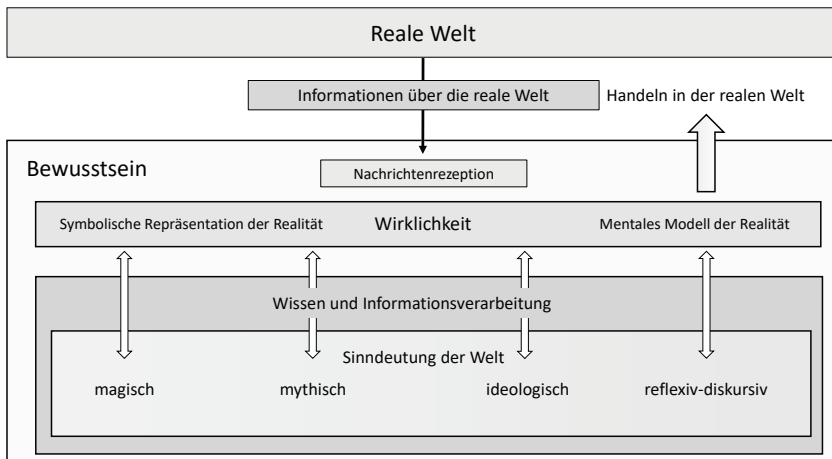 Reale Welt
Informationen über die reale Welt
Handeln in der realen Welt
Bewusstsein
Nachrichtenrezeption
Symbolische Repräsentation der Realität
Wirklichkeit
Mentales Modell der Realität
Wissen und Informationsverarbeitung
Sinndeutung der Welt
magisch
mythisch
ideologisch
reflexiv-diskursiv